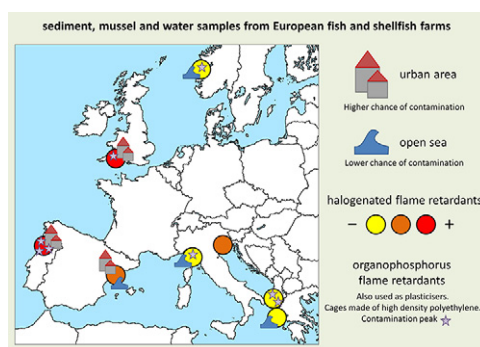 sediment, mussel and water samples from European fish and shellfish farms
urban area
Higher chance of contamination
open sea
Lower chance of contamination
halogenated flame retardants
− +
organophosphorus
flame retardants
Also used as plasticisers.
Cages made of high density polyethylene.
Contamination peak